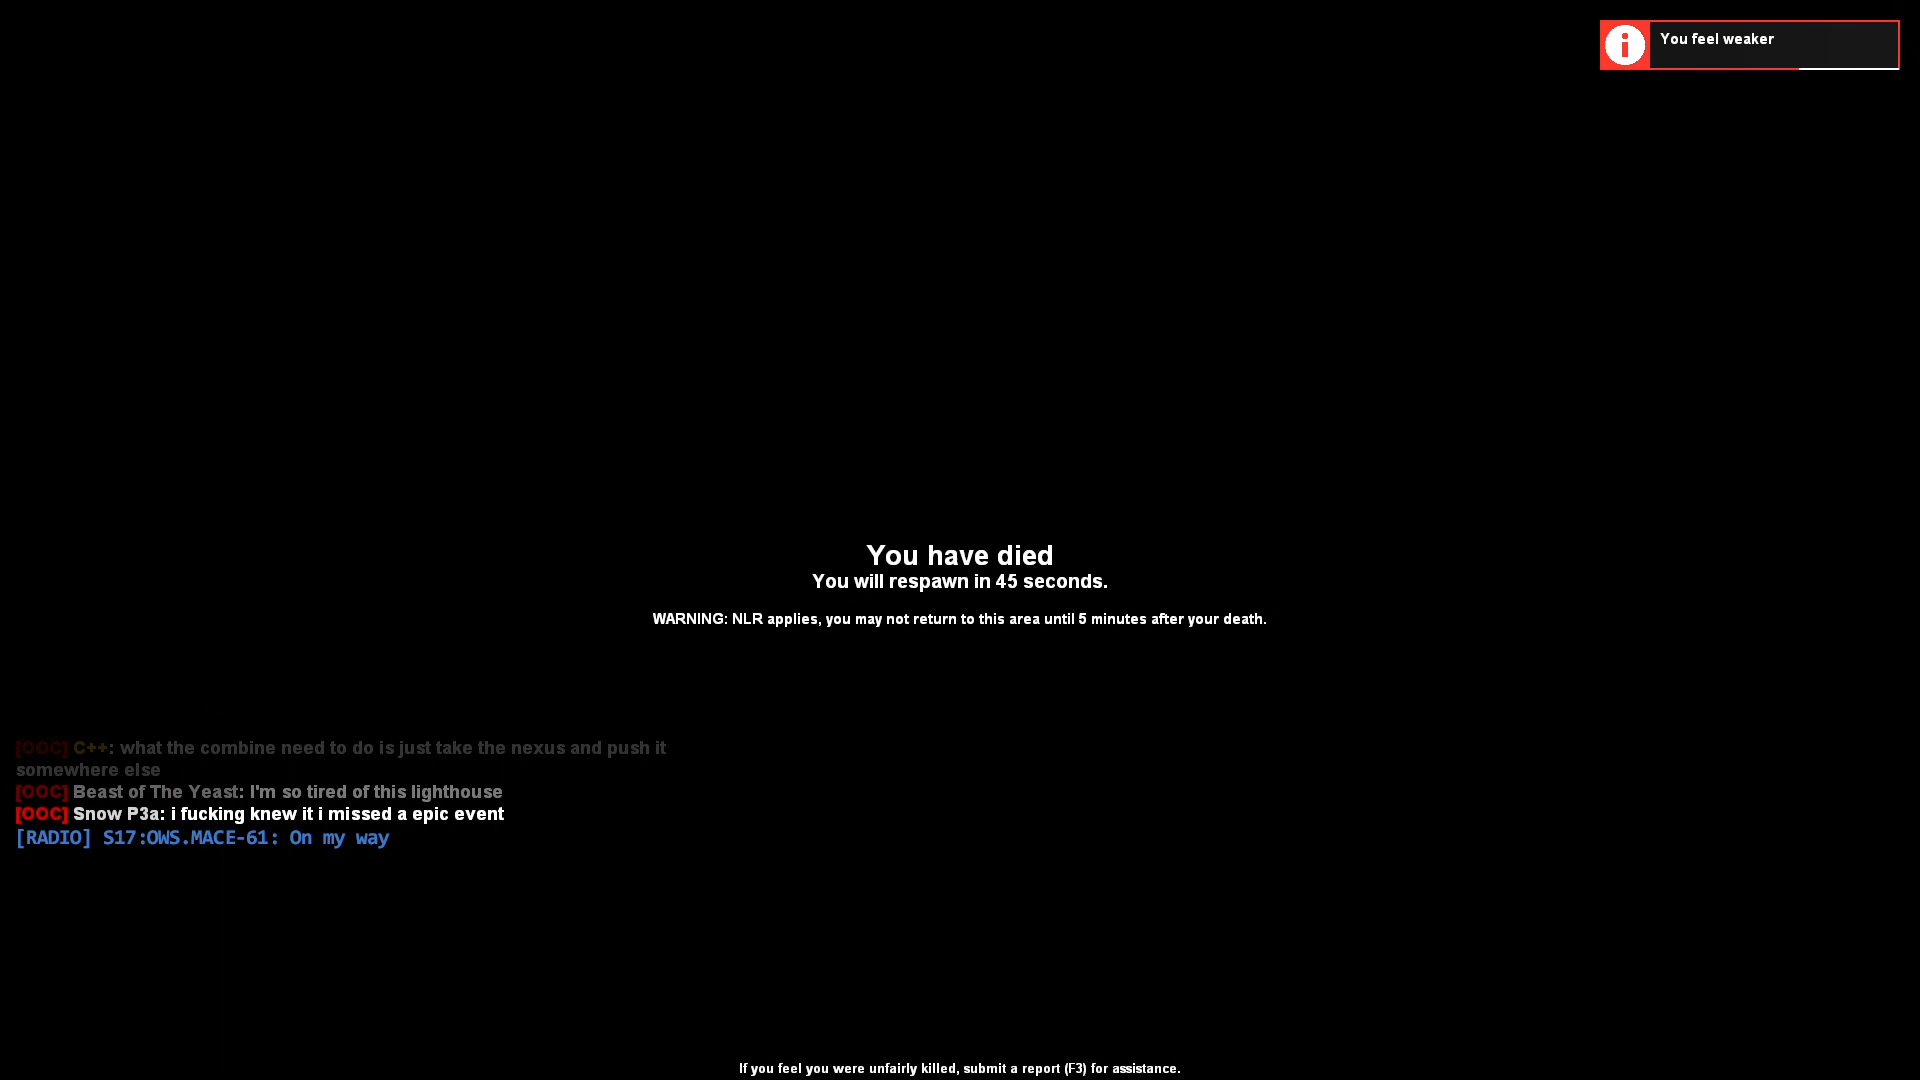 You feel weaker
You have died
You will respawn in 45 seconds.
WARNING: NLR applies, you may not return to this area until 5 minutes after your death.
[OOC] C++: what the combine need to do is just take the nexus and push it
somewhere else
[OOC] Beast of The Yeast: I'm so tired of this lighthouse
[OOC] Snow P3a: i fucking knew it i missed a epic event
[RADIO] S17:OWS.MACE-61: On my way
If you feel you were unfairly killed, submit a report (F3) for assistance.